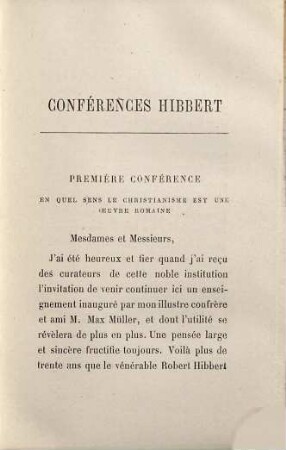 CONFÉRENCES HIBBERT
PREMIÈRE CONFÉRENCE
EN QUEL SENS LE CHRISTIANISME EST UNE
ŒUVRE ROMAINE
Mesdames et Messieurs,
J'ai été heureux et fier quand j'ai reçu
des curateurs de cette noble institution
l'invitation de venir continuer ici un ensei-
gnement inauguré par mon illustre confrère
et ami M. Max Müller, et dont l'utilité se
révèlera de plus en plus. Une pensée large
et sincère fructifie toujours. Voilà plus de
trente ans que le vénérable Robert Hibbert